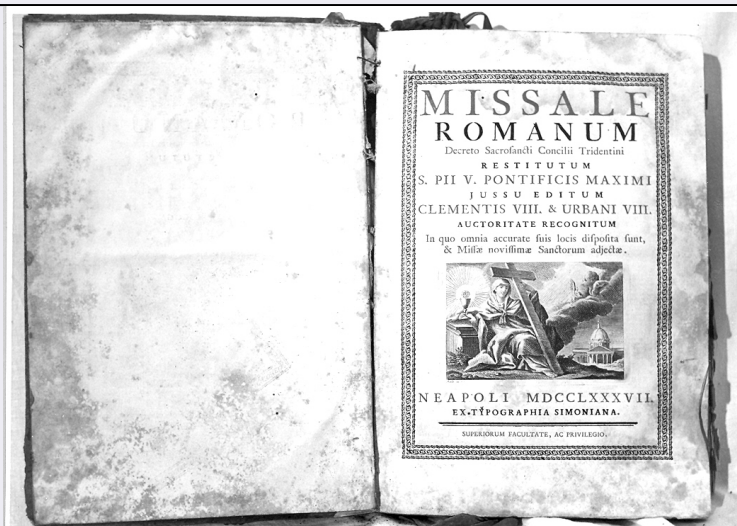 MISSALE
ROMANUM
Decreto Sacrosancti Concilii Tridentini
RESTITUTUM
S. PII V. PONTIFICIS MAXIMI
JUSSU EDITUM
CLEMENTIS VIII. & URBANI VIII.
AUCTORITATE RECOGNITUM
In quo omnia accurate suis locis disposita sunt,
& Missæ novissimæ Sanctorum adjectæ.
NEAPOLI MDCCLXXXVII.
EX TYPOGRAPHIA SIMONIANA.
SUPERIORUM FACULTATE, AC PRIVILEGIO.